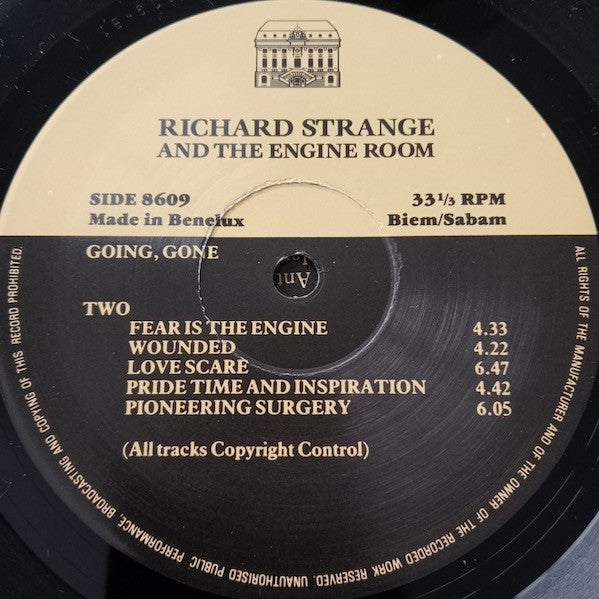 RICHARD STRANGE
AND THE ENGINE ROOM
SIDE 8609
33⅓ RPM
Made in Benelux
Biem/Sabam
GOING, GONE
Ant
TWO
FEAR IS THE ENGINE 4.33
WOUNDED 4.22
LOVE SCARE 6.47
PRIDE TIME AND INSPIRATION 4.42
PIONEERING SURGERY 6.05
(All tracks Copyright Control)
ALL RIGHTS OF THE MANUFACTURER AND OF THE OWNER OF THE RECORDED WORK RESERVED. UNAUTHORISED PUBLIC PERFORMANCE, BROADCASTING AND COPYING OF THIS RECORD PROHIBITED.